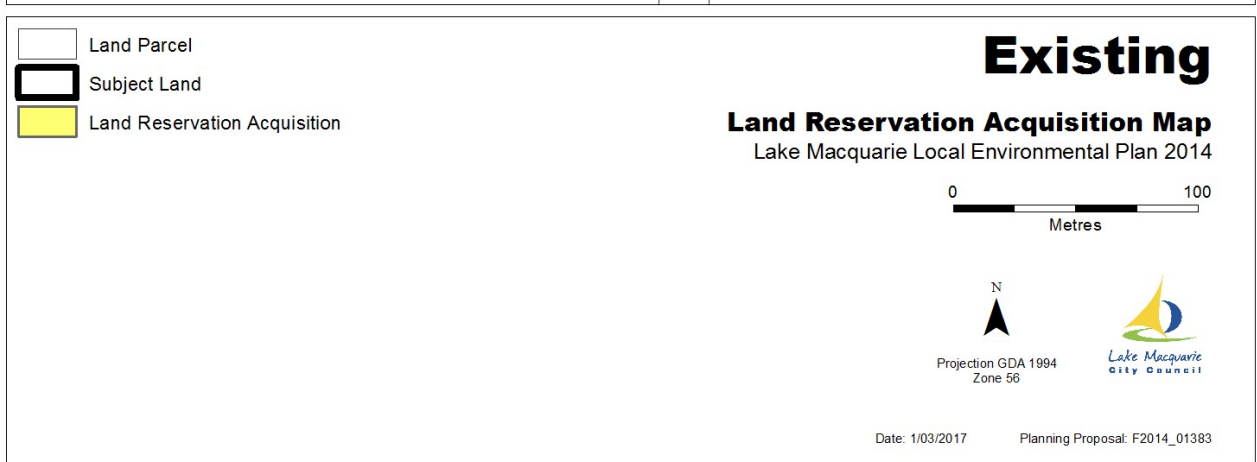 Land Parcel
Subject Land
Land Reservation Acquisition
Existing
Land Reservation Acquisition Map
Lake Macquarie Local Environmental Plan 2014
0 100
Metres
N
Projection GDA 1994
Zone 56
Lake Macquarie
City Council
Date: 1/03/2017 Planning Proposal: F2014_01383